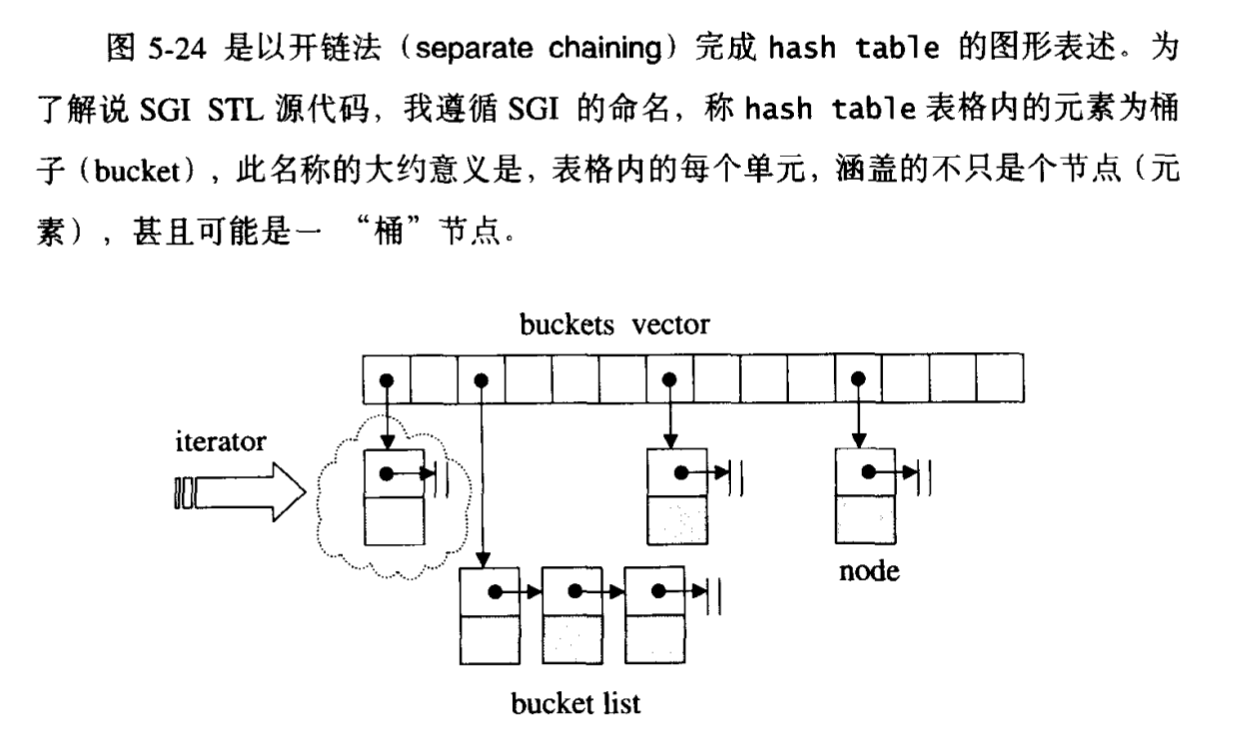 图 5-24 是以开链法（separate chaining）完成 hash table 的图形表述。为
了解说 SGI STL 源代码，我遵循 SGI 的命名，称 hash table 表格内的元素为桶
子（bucket），此名称的大约意义是，表格内的每个单元，涵盖的不只是个节点（元
素），甚且可能是一 “桶”节点。
buckets vector
iterator
node
bucket list